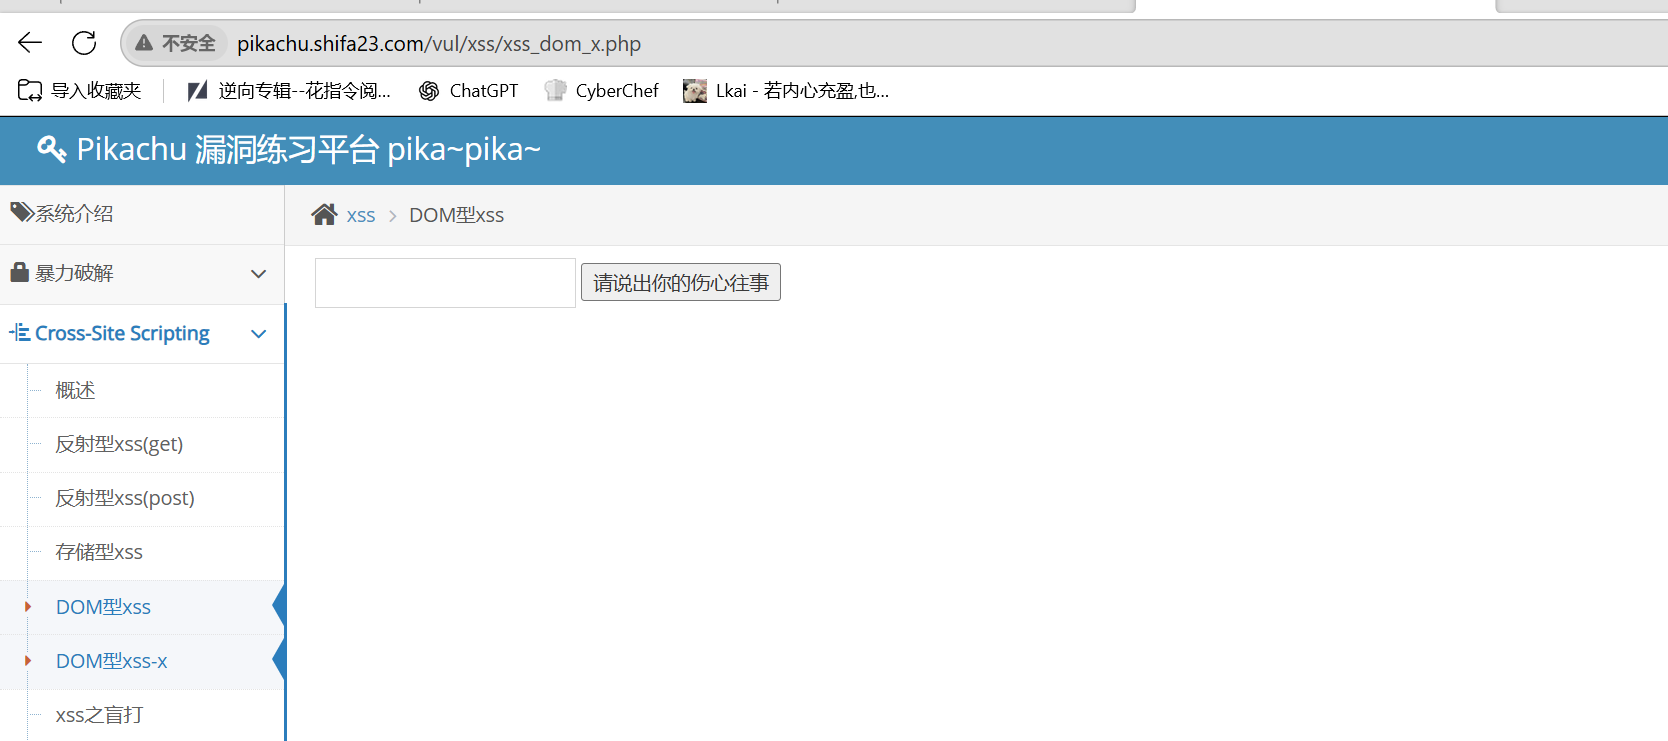 不安全 pikachu.shifa23.com/vul/xss/xss_dom_x.php
导入收藏夹 逆向专辑--花指令阅... ChatGPT CyberChef Lkai - 若内心充盈,也...
Pikachu 漏洞练习平台 pika~pika~
系统介绍
xss > DOM型xss
暴力破解
请说出你的伤心往事
Cross-Site Scripting
概述
反射型xss(get)
反射型xss(post)
存储型xss
DOM型xss
DOM型xss-x
xss之盲打